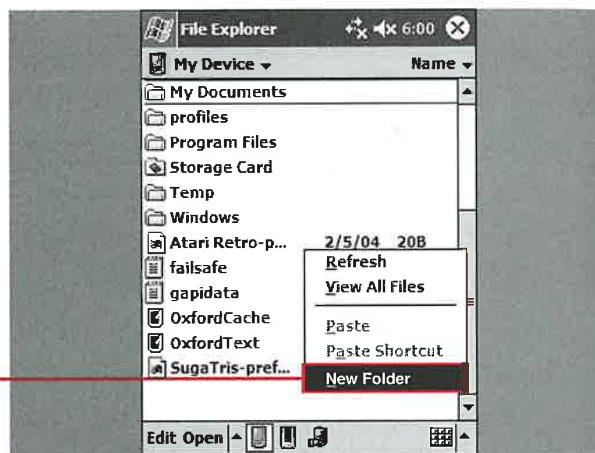 File Explorer 6:00
My Device Name
My Documents
profiles
Program Files
Storage Card
Temp
Windows
Atari Retro-p... 2/5/04 20B
failsafe
gapidata
OxfordCache
OxfordText
SugaTris-pref...
Refresh
View All Files
Paste
Paste Shortcut
New Folder
Edit Open